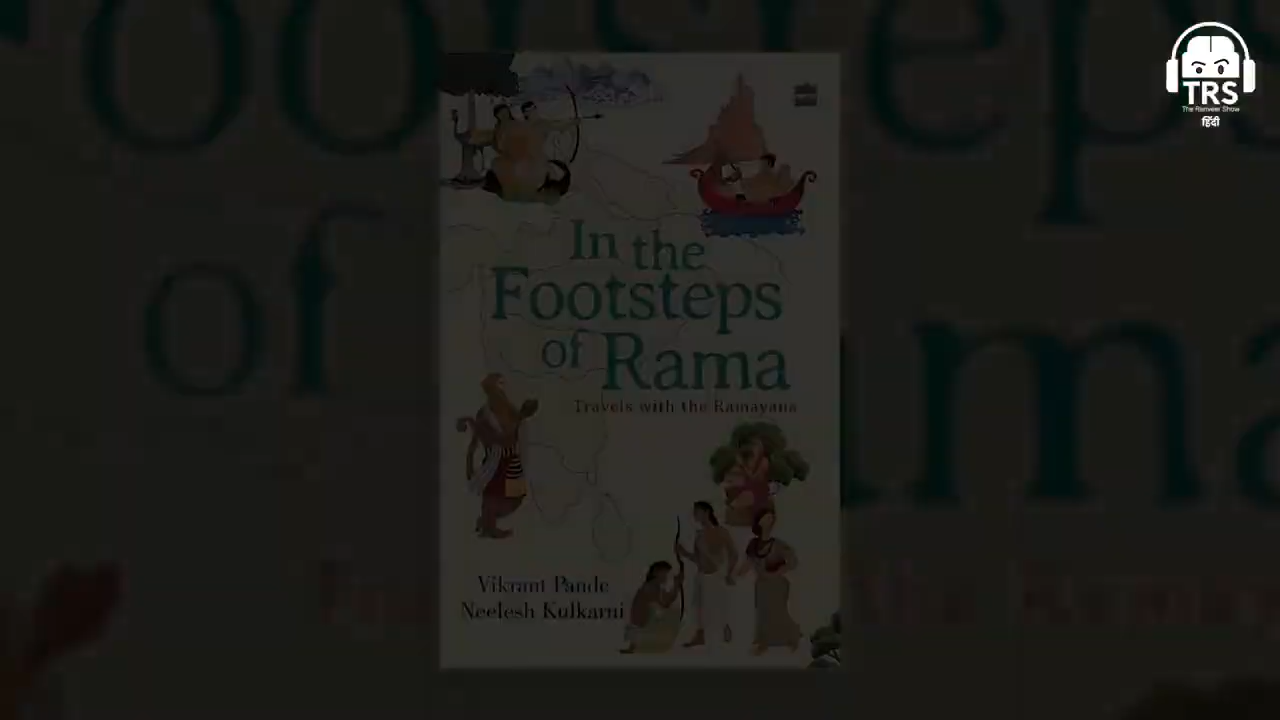 In the
Footsteps
of Rama
Travels with the Ramayana
Vikrant Pande
Neelesh Kulkarni
TRS
The Ranveer Show
हिंदी